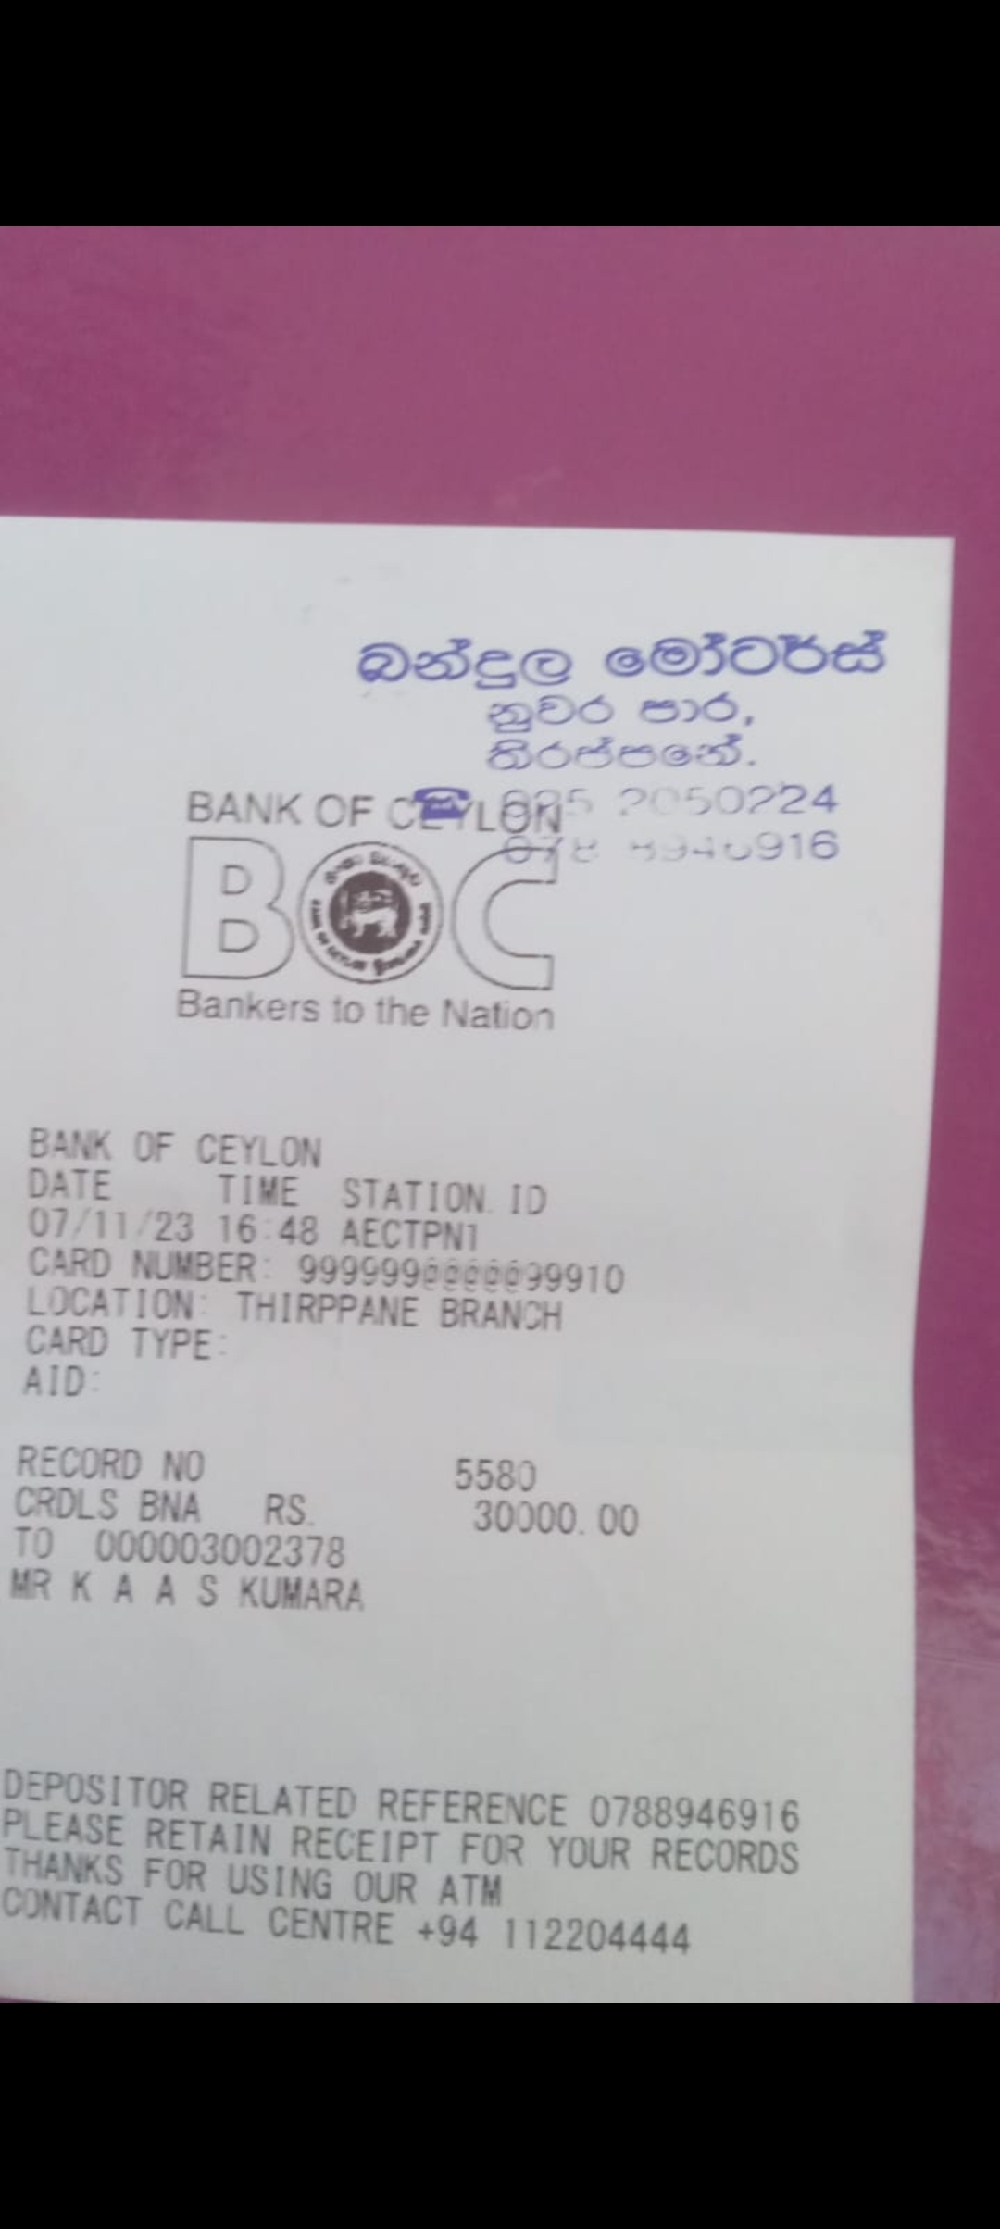 බන්දුල මෝටර්ස්
නුවර පාර,
තිරප්පනේ.
2050224
BANK OF CEYLON
BOC
Bankers to the Nation
BANK OF CEYLON
DATE TIME STATION.ID
07/11/23 16:48 AECTPN1
CARD NUMBER:
LOCATION: THIRPPANE BRANCH
CARD TYPE:
AID:
RECORD NO 5580
CRDLS BNA RS. 30000.00
TO 000003002378
MR K A A S KUMARA
DEPOSITOR RELATED REFERENCE 0788946916
PLEASE RETAIN RECEIPT FOR YOUR RECORDS
THANKS FOR USING OUR ATM
CONTACT CALL CENTRE +94 112204444